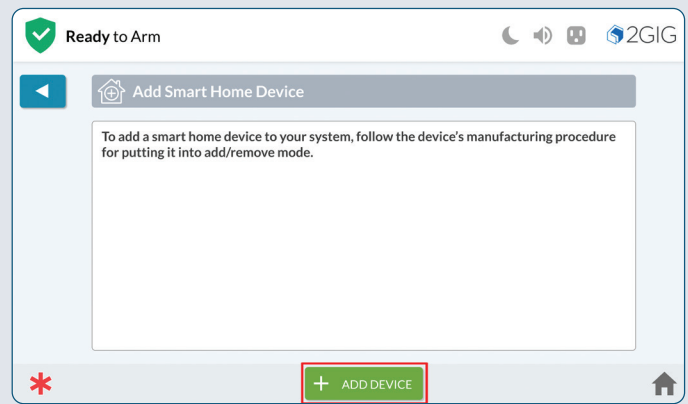 Ready to Arm
2GIG
Add Smart Home Device
To add a smart home device to your system, follow the device's manufacturing procedure
for putting it into add/remove mode.
+ ADD DEVICE